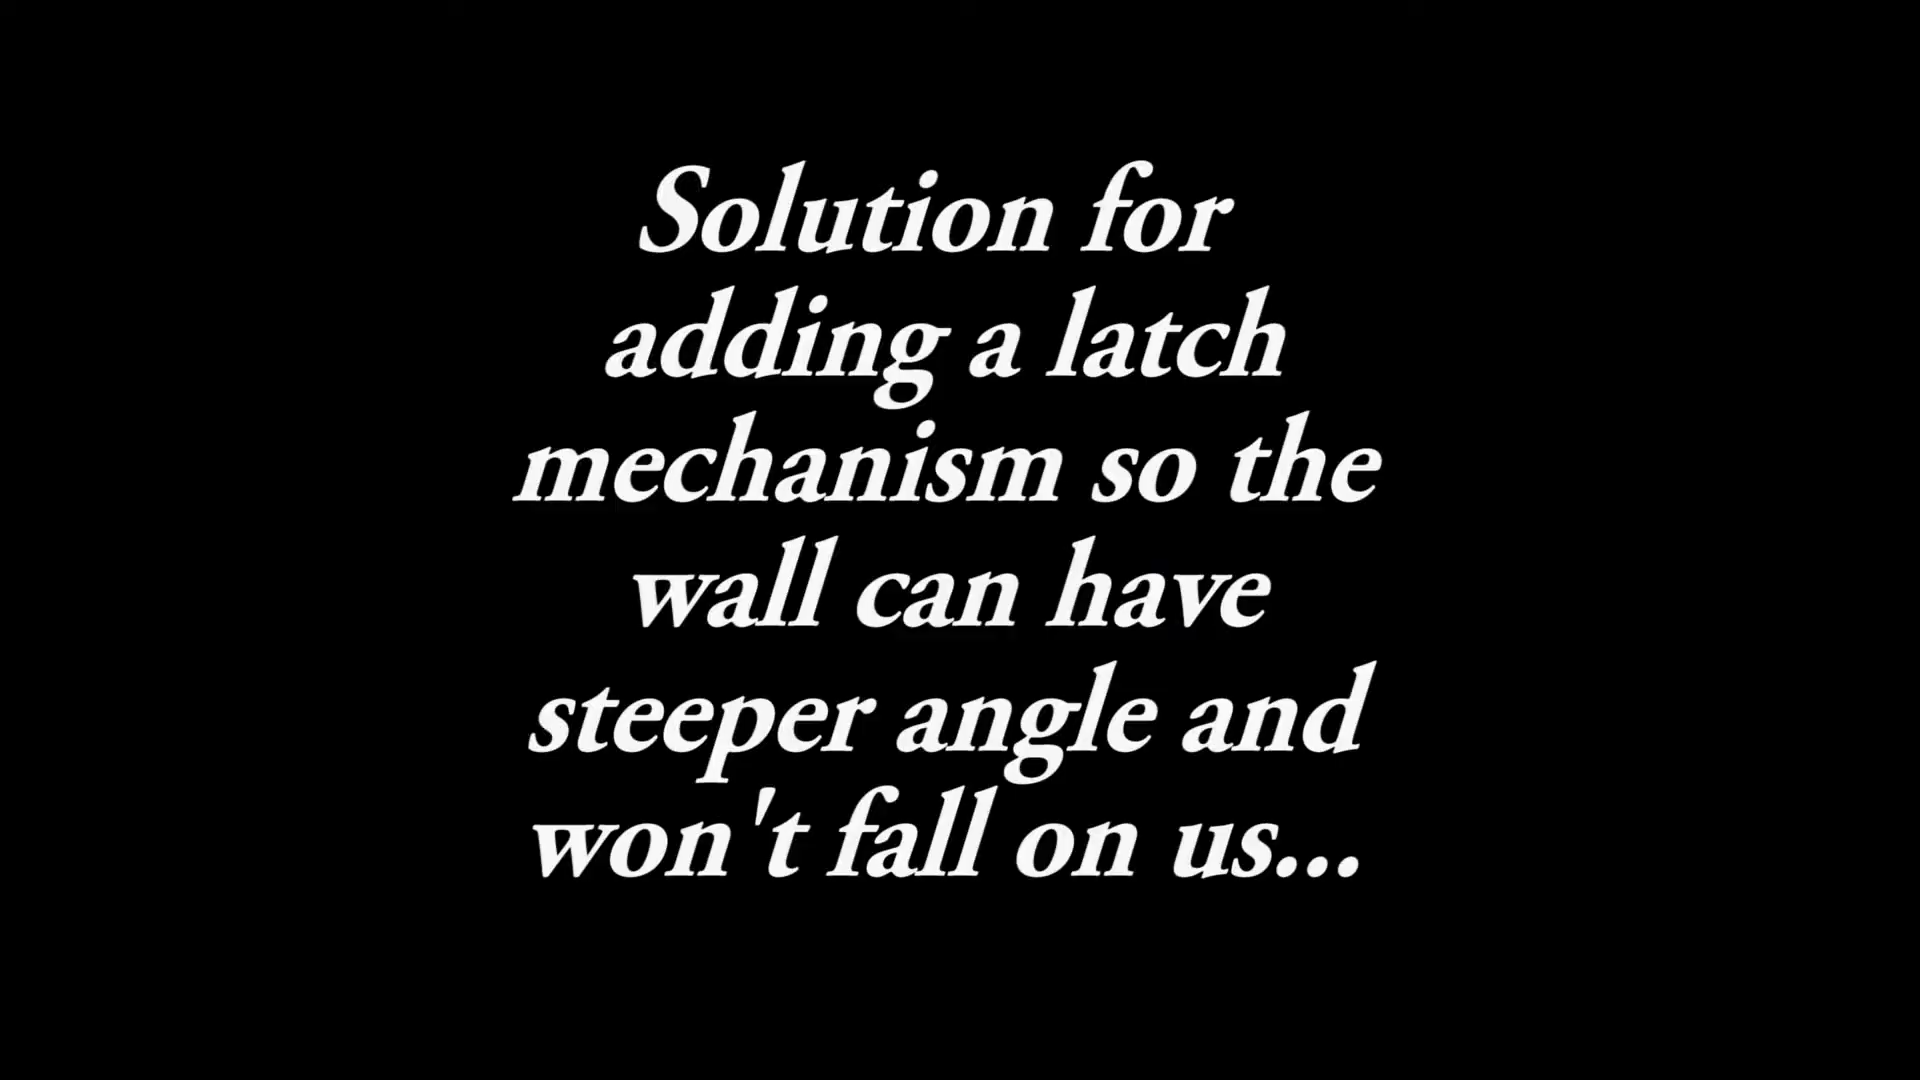 Solution for
adding a latch
mechanism so the
wall can have
steeper angle and
won't fall on us...